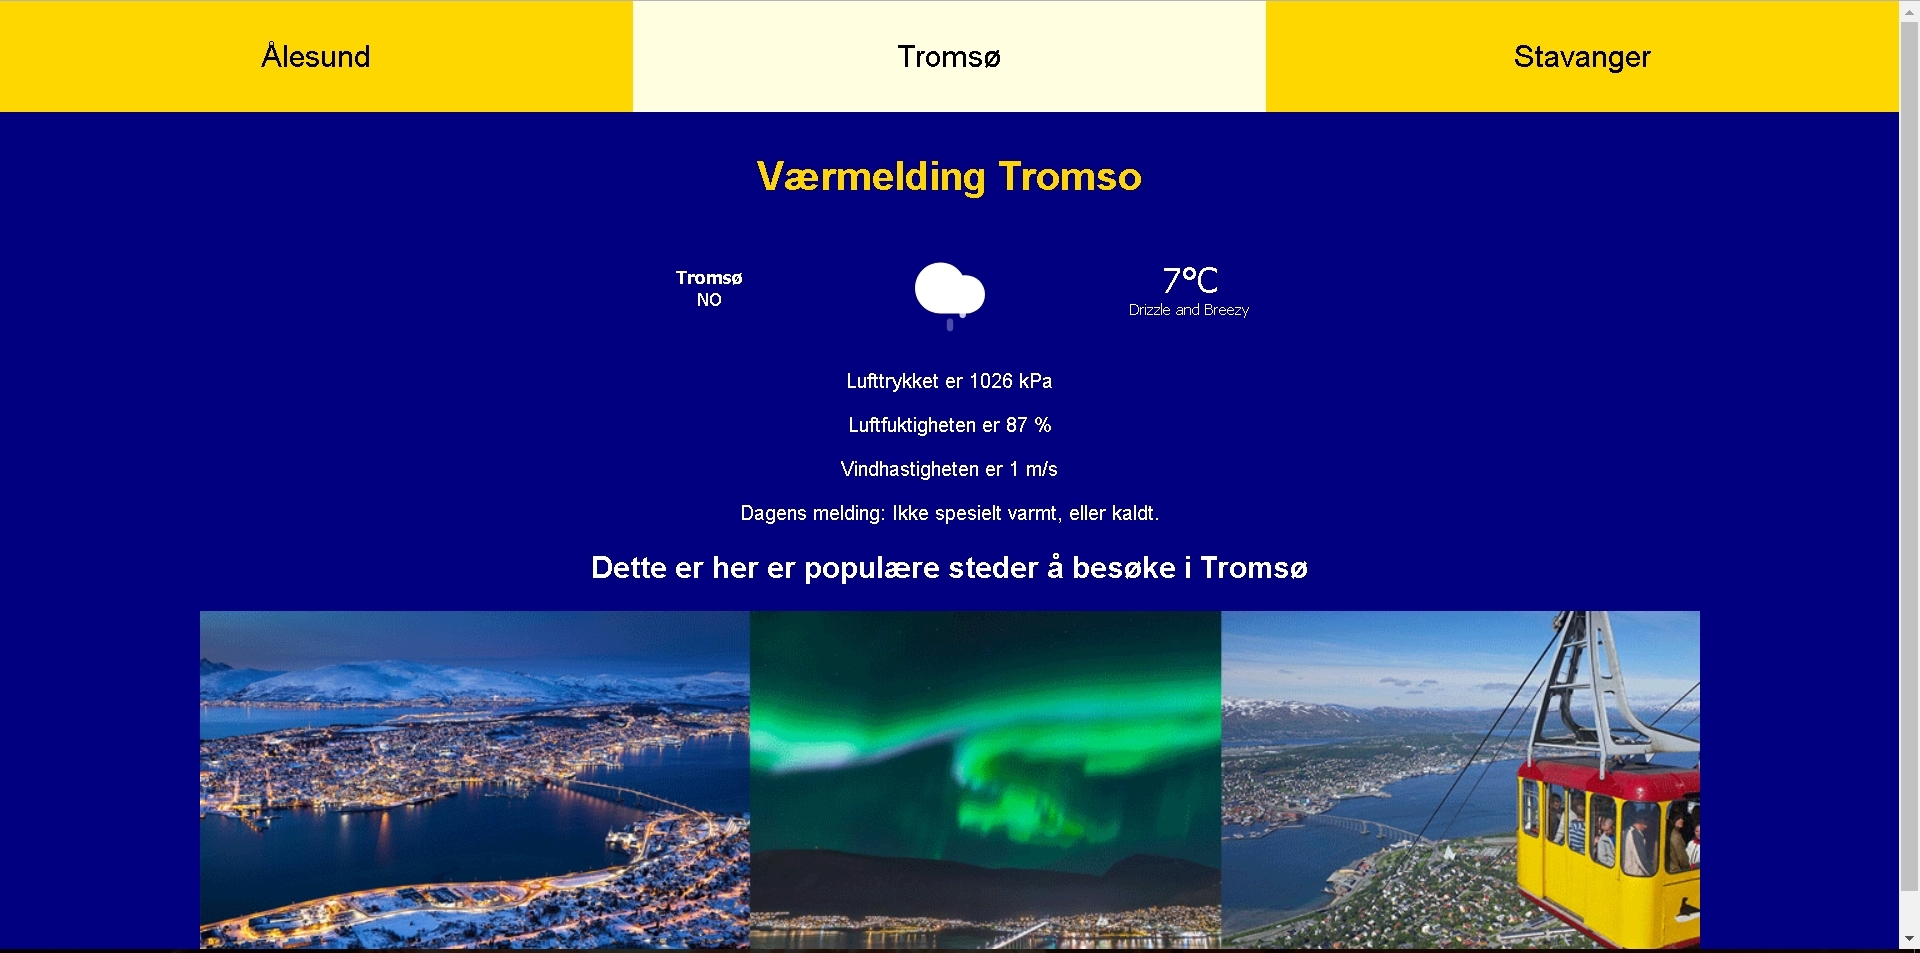 Ålesund Tromsø Stavanger
Værmelding Tromso
Tromsø
NO
7°C
Drizzle and Breezy
Lufttrykket er 1026 kPa
Luftfuktigheten er 87 %
Vindhastigheten er 1 m/s
Dagens melding: Ikke spesielt varmt, eller kaldt.
Dette er her er populære steder å besøke i Tromsø